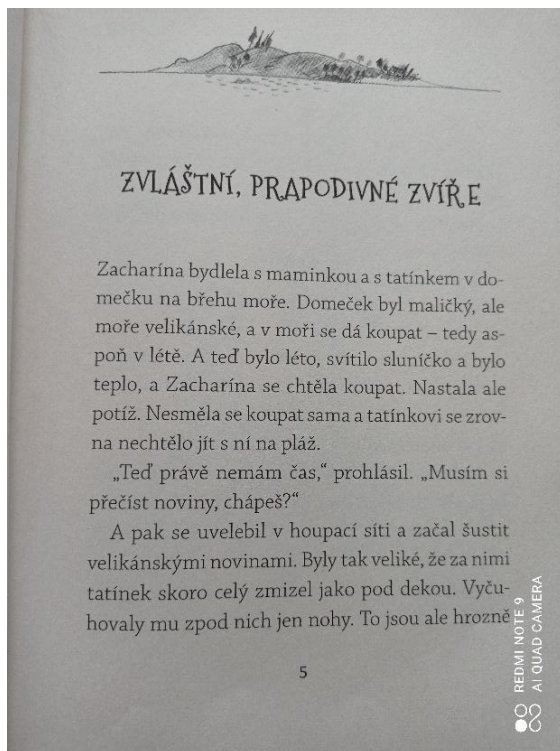 ZVLÁŠTNÍ, PRAPODIVNÉ ZVÍŘE
Zacharína bydlela s maminkou a s tatínkem v do-
mečku na břehu moře. Domeček byl maličký, ale
moře velikánské, a v moři se dá koupat – tedy as-
poň v létě. A teď bylo léto, svítilo sluníčko a bylo
teplo, a Zacharína se chtěla koupat. Nastala ale
potíž. Nesměla se koupat sama a tatínkovi se zrov-
na nechtělo jít s ní na pláž.
„Teď právě nemám čas,“ prohlásil. „Musím si
přečíst noviny, chápeš?“
A pak se uvelebil v houpací síti a začal šustit
velikánskými novinami. Byly tak veliké, že za nimi
tatínek skoro celý zmizel jako pod dekou. Vyču-
hovaly mu zpod nich jen nohy. To jsou ale hrozně
5
REDMI NOTE 9
AI QUAD CAMERA